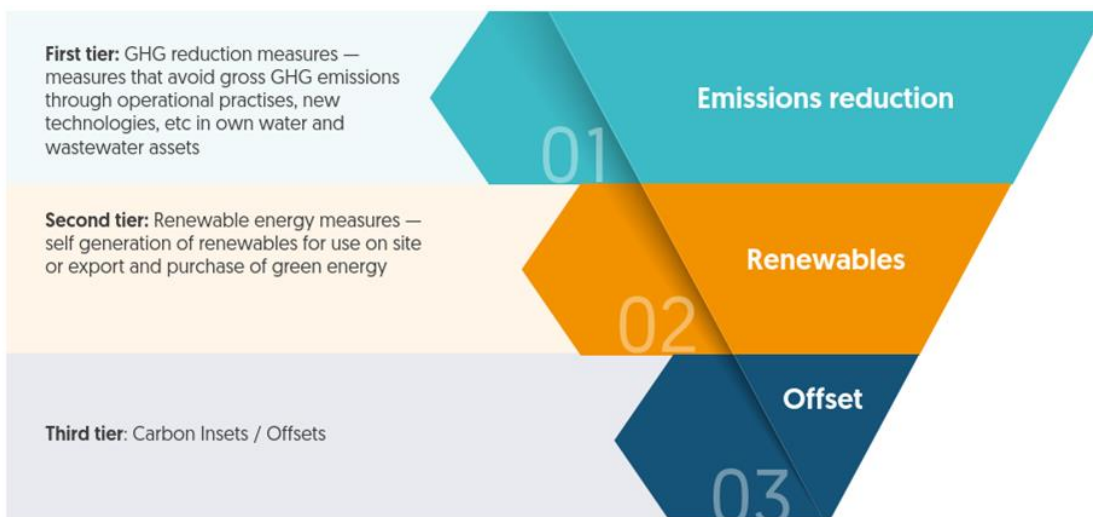 First tier: GHG reduction measures —
measures that avoid gross GHG emissions
through operational practises, new
technologies, etc in own water and
wastewater assets
01
Emissions reduction
Second tier: Renewable energy measures —
self generation of renewables for use on site
or export and purchase of green energy
02
Renewables
Third tier: Carbon Insets / Offsets
03
Offset